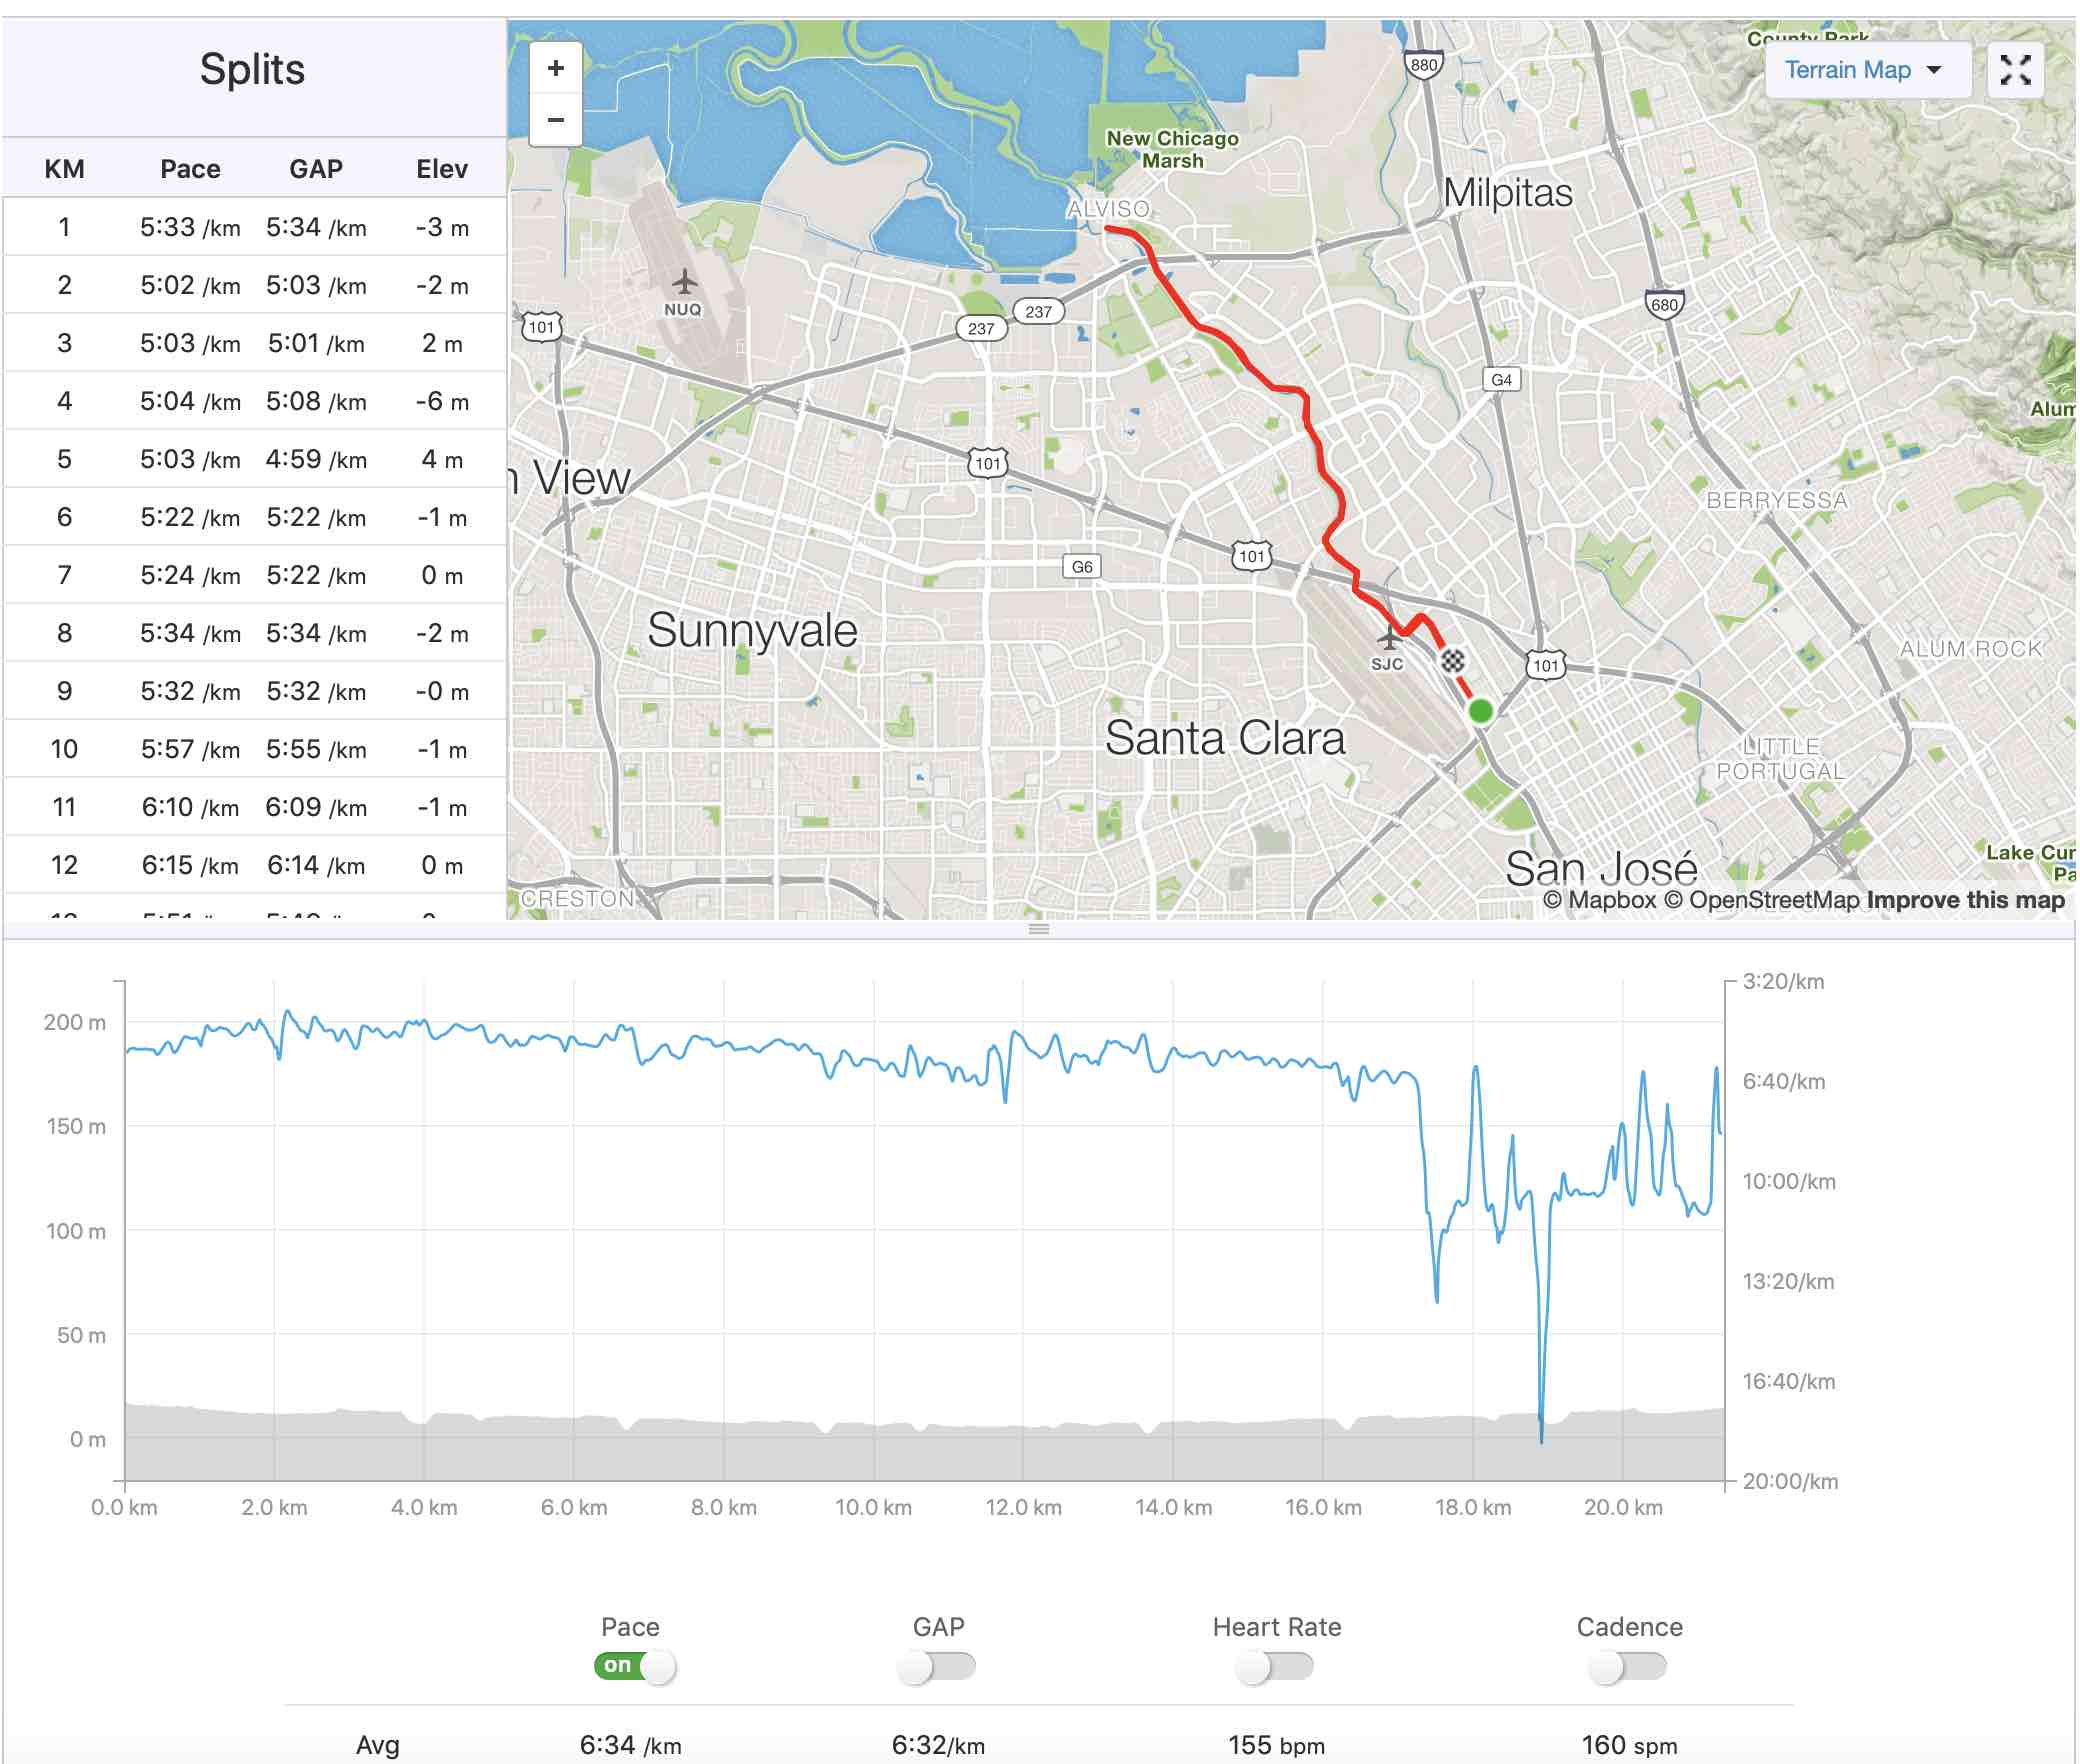 Splits
KM Pace GAP Elev
1 5:33 /km 5:34 /km -3 m
2 5:02 /km 5:03 /km -2 m
3 5:03 /km 5:01 /km 2 m
4 5:04 /km 5:08 /km -6 m
5 5:03 /km 4:59 /km 4 m
6 5:22 /km 5:22 /km -1 m
7 5:24 /km 5:22 /km 0 m
8 5:34 /km 5:34 /km -2 m
9 5:32 /km 5:32 /km -0 m
10 5:57 /km 5:55 /km -1 m
11 6:10 /km 6:09 /km -1 m
12 6:15 /km 6:14 /km 0 m
+
−
Terrain Map
County Park
880
New Chicago
Marsh
ALVISO
Milpitas
NUQ
101
237
237
680
G4
Alum
n View
101
BERRYESSA
G6
101
Sunnyvale
SJC
101
ALUM ROCK
Santa Clara
LITTLE
PORTUGAL
San José
Lake Cun
Pa
CRESTON
© Mapbox © OpenStreetMap Improve this map
200 m
150 m
100 m
50 m
0 m
3:20/km
6:40/km
10:00/km
13:20/km
16:40/km
20:00/km
0.0 km 2.0 km 4.0 km 6.0 km 8.0 km 10.0 km 12.0 km 14.0 km 16.0 km 18.0 km 20.0 km
Pace GAP Heart Rate Cadence
on
Avg 6:34 /km 6:32/km 155 bpm 160 spm